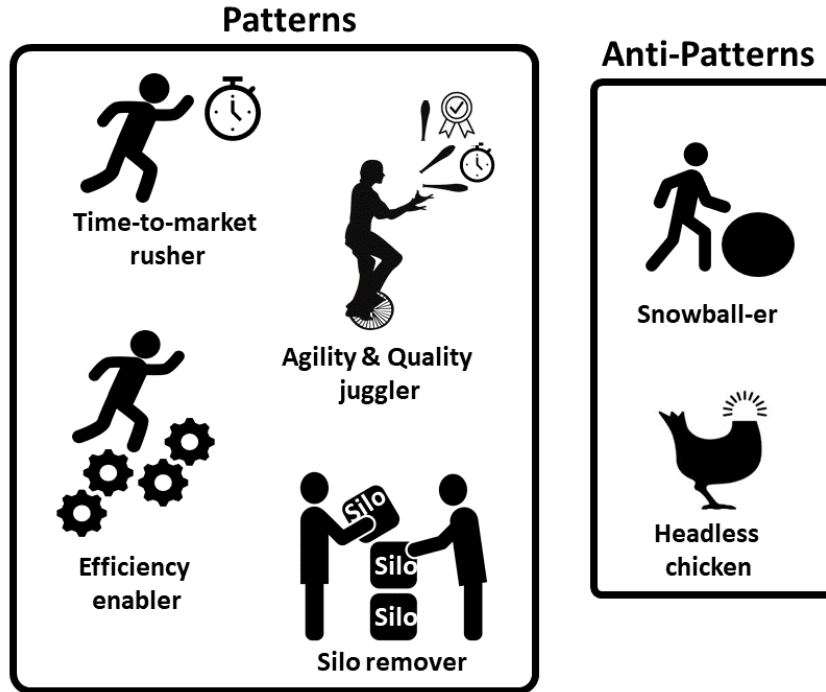 Patterns
Time-to-market
rusher
Agility & Quality
juggler
Efficiency
enabler
Silo
Silo
Silo
Silo remover
Anti-Patterns
Snowball-er
Headless
chicken